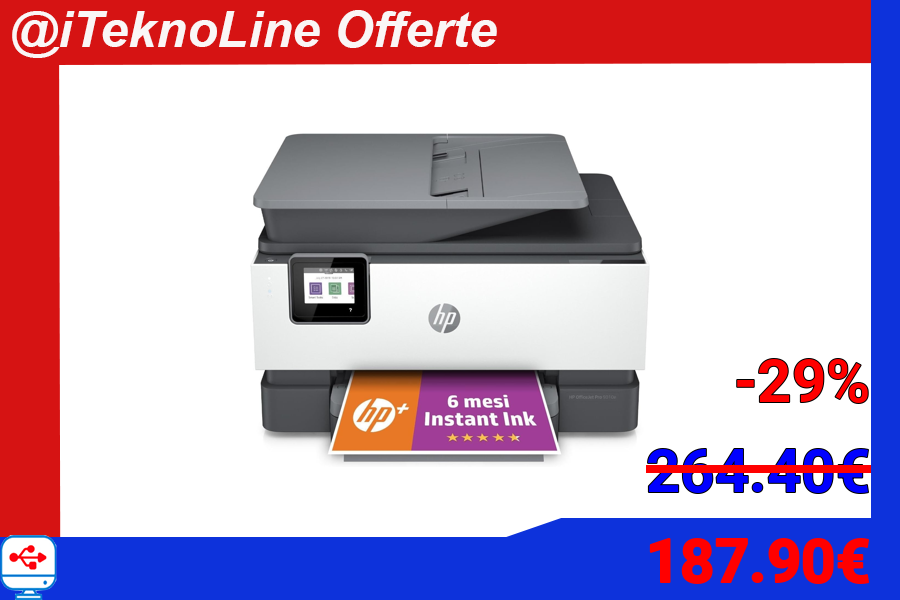 @iTeknoLine Offerte
hp
hp+
6 mesi
Instant Ink
-29%
264.40€
187.90€